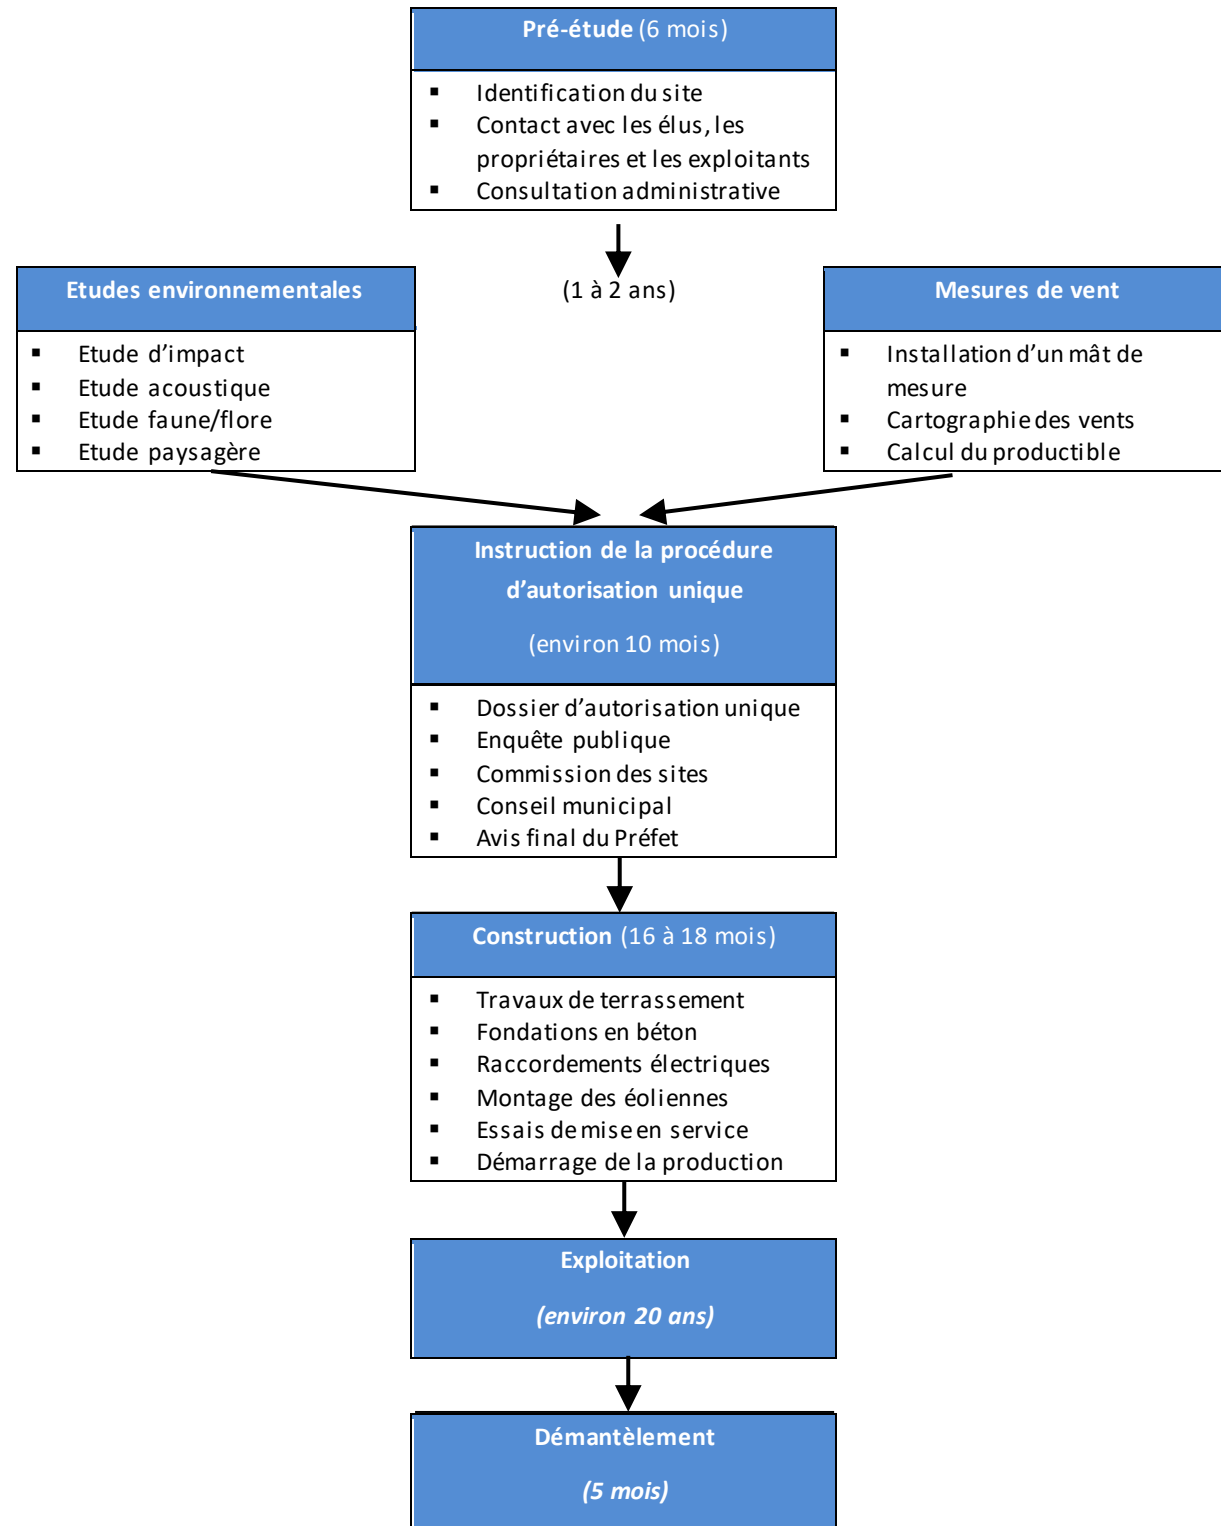 Pré-étude (6 mois)
▪ Identification du site
▪ Contact avec les élus, les
propriétaires et les exploitants
▪ Consultation administrative
(1 à 2 ans)
Etudes environnementales
▪ Etude d’impact
▪ Etude acoustique
▪ Etude faune/flore
▪ Etude paysagère
Mesures de vent
▪ Installation d’un mât de
mesure
▪ Cartographie des vents
▪ Calcul du productible
Instruction de la procédure
d’autorisation unique
(environ 10 mois)
▪ Dossier d’autorisation unique
▪ Enquête publique
▪ Commission des sites
▪ Conseil municipal
▪ Avis final du Préfet
Construction (16 à 18 mois)
▪ Travaux de terrassement
▪ Fondations en béton
▪ Raccordements électriques
▪ Montage des éoliennes
▪ Essais de mise en service
▪ Démarrage de la production
Exploitation
(environ 20 ans)
Démantèlement
(5 mois)